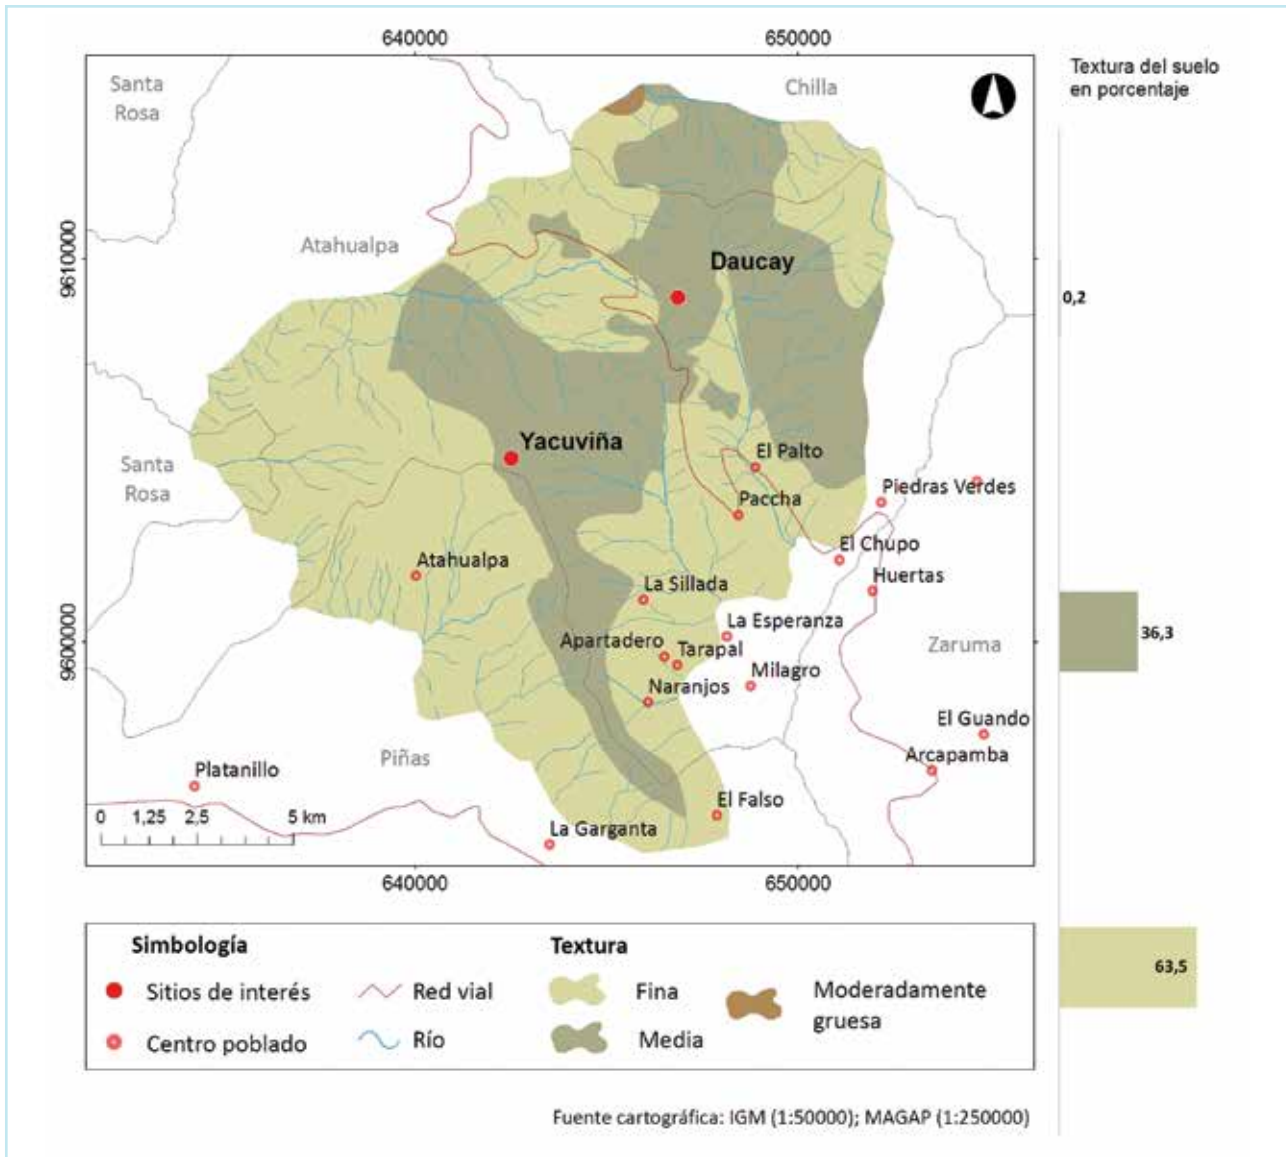 640000
650000
Textura del suelo
en porcentaje
Santa
Rosa
Chilla
Atahualpa
9610000
Daucay
0,2
Yacuviña
Santa
Rosa
El Palto
Piedras Verdes
Paccha
El Chupo
Atahualpa
Huertas
La Sillada
La Esperanza
9600000
Apartadero
Tarapal
Zaruma
36,3
Milagro
Naranjos
El Guando
Piñas
Arcapamba
Platanillo
El Falso
0 1,25 2,5 5 km
La Garganta
640000
650000
Simbología
Textura
Sitios de interés
Red vial
Fina
Moderadamente
gruesa
Centro poblado
Río
Media
63,5
Fuente cartográfica: IGM (1:50000); MAGAP (1:250000)